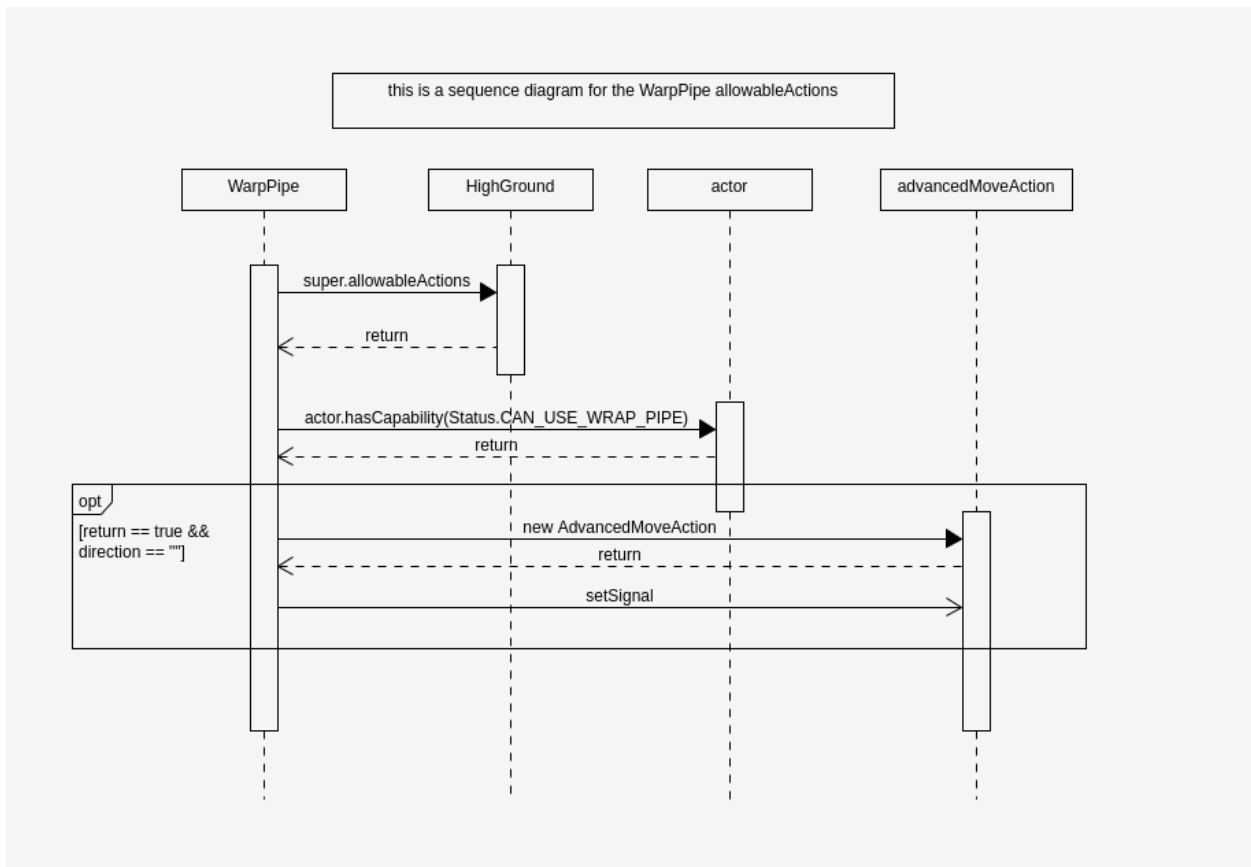 this is a sequence diagram for the WarpPipe allowableActions
WarpPipe
HighGround
actor
advancedMoveAction
super.allowableActions
return
actor.hasCapability(Status.CAN_USE_WRAP_PIPE)
return
opt
[return == true &&
direction == ""]
new AdvancedMoveAction
return
setSignal